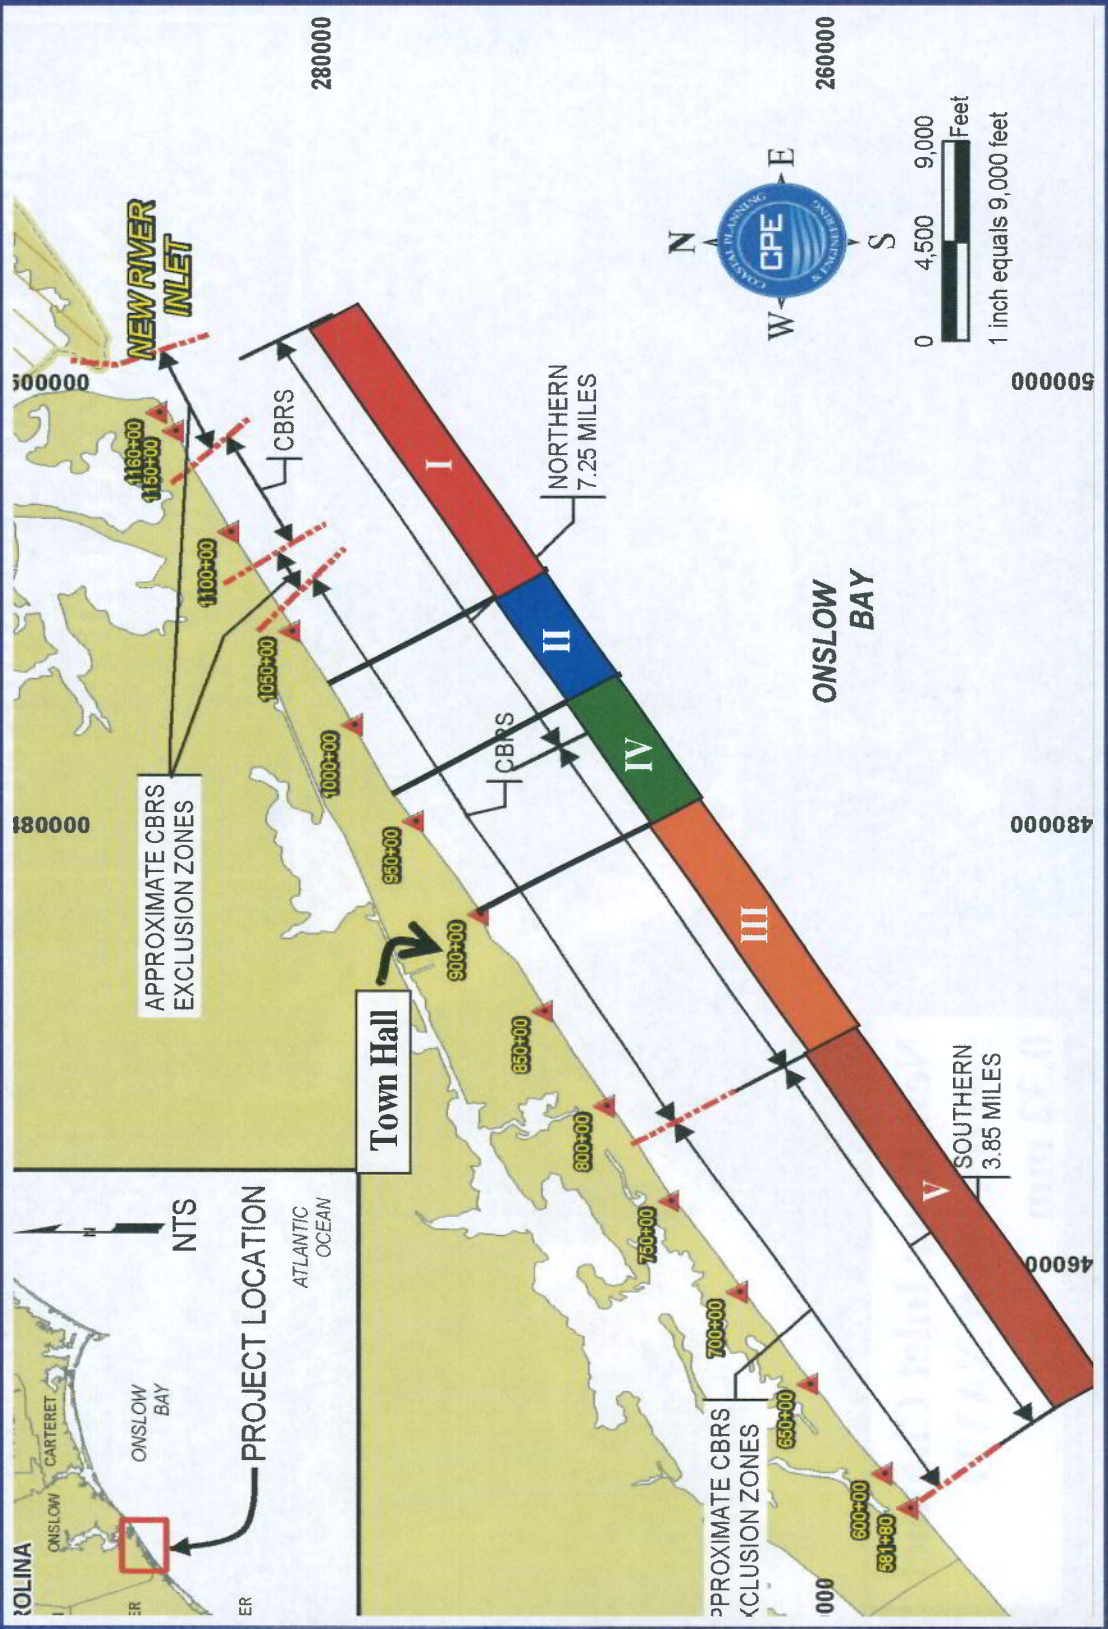 ROLINA
ONSLOW
CARTERET
ER
ER
ONSLOW
BAY
N
NTS
PROJECT LOCATION
ATLANTIC
OCEAN
APPROXIMATE CBRS
EXCLUSION ZONES
480000
500000
NEW RIVER
INLET
1160+00
1150+00
1100+00
1050+00
1000+00
950+00
900+00
850+00
800+00
750+00
700+00
650+00
600+00
581+80
Town Hall
CBRS
CBRS
280000
260000
I
II
IV
III
V
NORTHERN
7.25 MILES
SOUTHERN
3.85 MILES
PPROXIMATE CBRS
XCLUSION ZONES
000
ONSLOW
BAY
N
W
E
S
COASTAL PLANNING
CPE
& ENGINEERING
0 4,500 9,000
Feet
1 inch equals 9,000 feet
46000
480000
500000